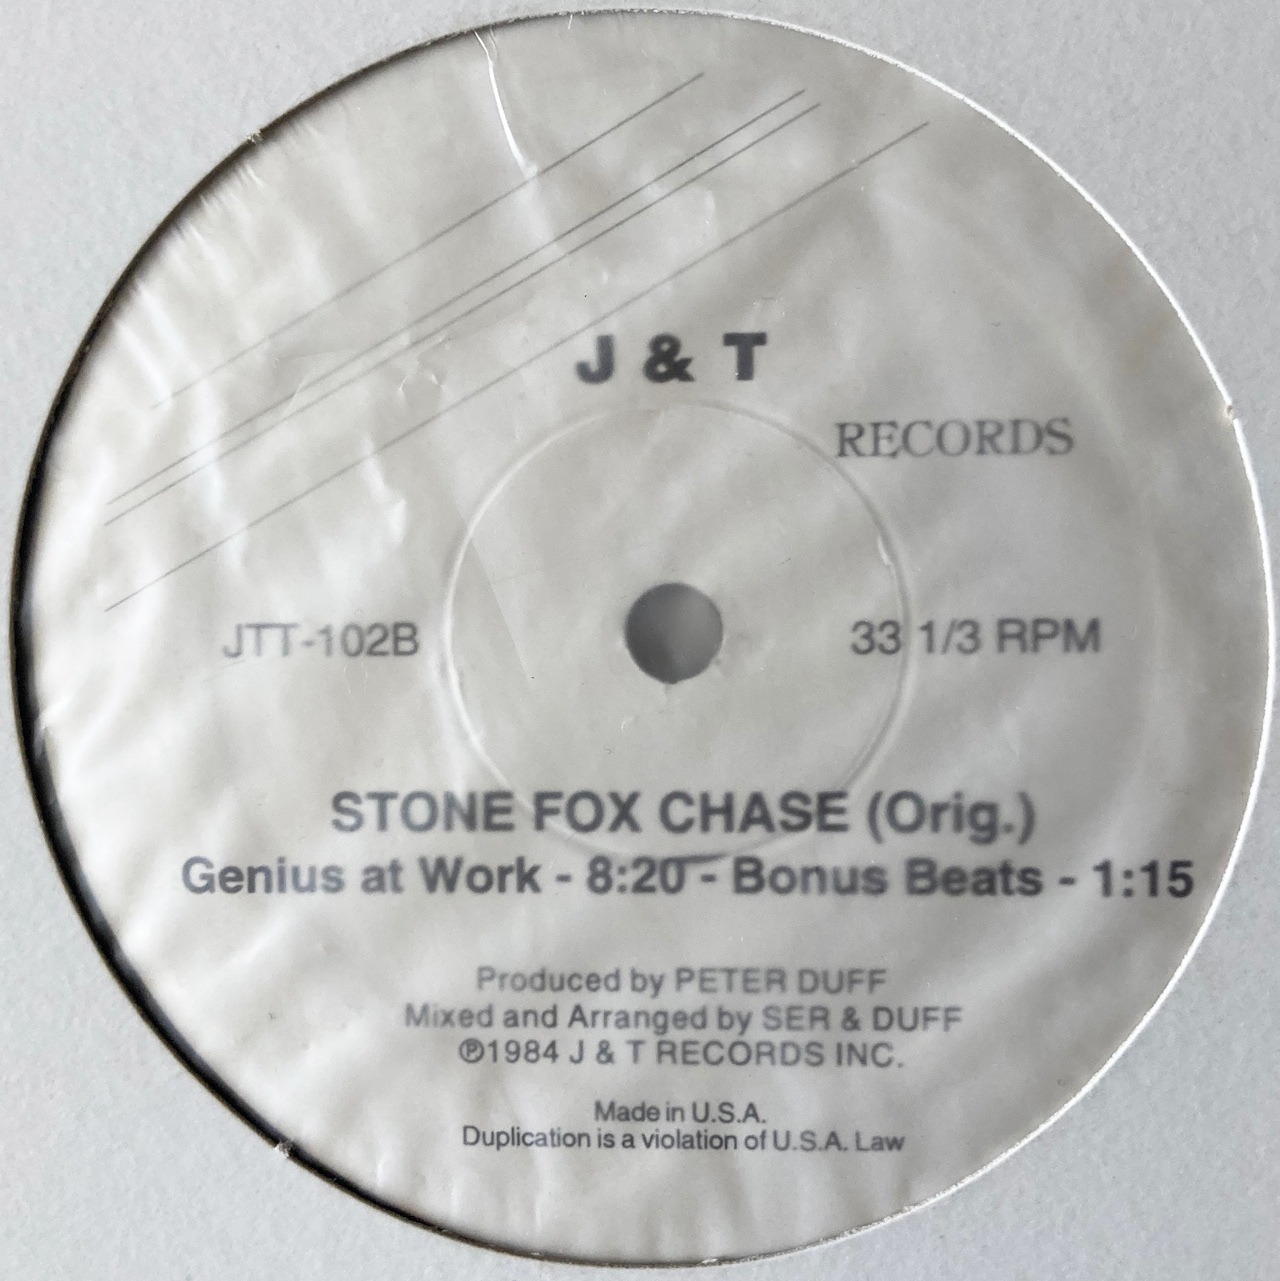 J & T
RECORDS
JTT-102B
33 1/3 RPM
STONE FOX CHASE (Orig.)
Genius at Work - 8:20 - Bonus Beats - 1:15
Produced by PETER DUFF
Mixed and Arranged by SER & DUFF
℗1984 J & T RECORDS INC.
Made in U.S.A.
Duplication is a violation of U.S.A. Law